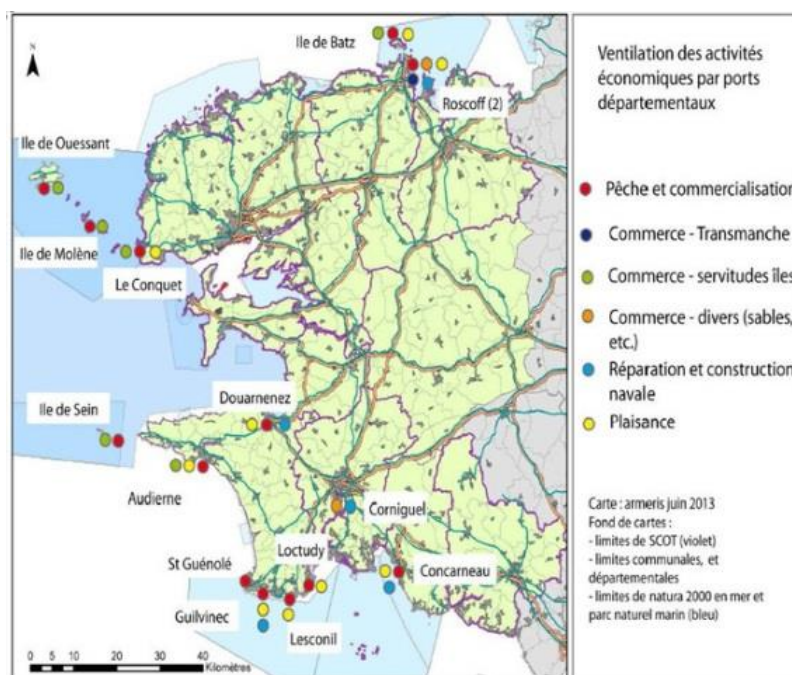 Ile de Batz
N
Roscoff (2)
Ile de Ouessant
Ile de Molène
Le Conquet
Douarnenez
Ile de Sein
Audierne
Corniguel
Loctudy
St Guénolé
Concarneau
Guilvinec
Lesconil
0 5 10 20 30 40
Kilomètres
Ventilation des activités
économiques par ports
départementaux
Pêche et commercialisation
Commerce - Transmanche
Commerce - servitudes îles
Commerce - divers (sables,
etc.)
Réparation et construction
navale
Plaisance
Carte : armeris juin 2013
Fond de cartes :
- limites de SCOT (violet)
- limites communales, et
départementales
- limites de natura 2000 en mer et
parc naturel marin (bleu)